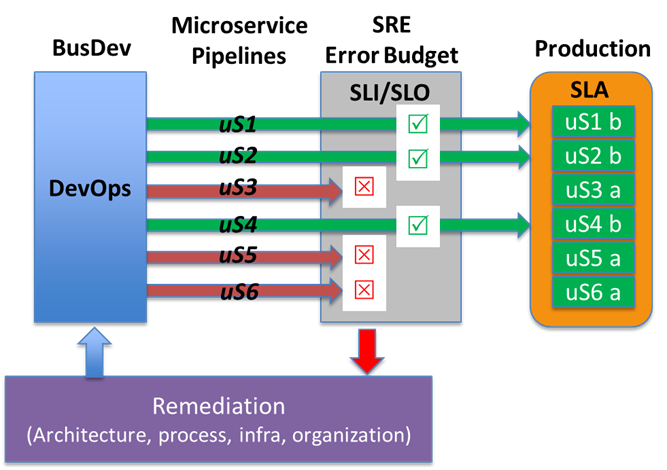 BusDev
Microservice
Pipelines
SRE
Error Budget
Production
DevOps
SLI/SLO
SLA
uS1
uS2
uS3
uS4
uS5
uS6
uS1 b
uS2 b
uS3 a
uS4 b
uS5 a
uS6 a
Remediation
(Architecture, process, infra, organization)